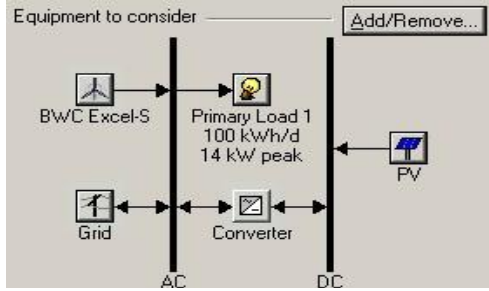 Equipment to consider
Add/Remove...
BWC Excel-S
Primary Load 1
100 kWh/d
14 kW peak
PV
Grid
Converter
AC
DC